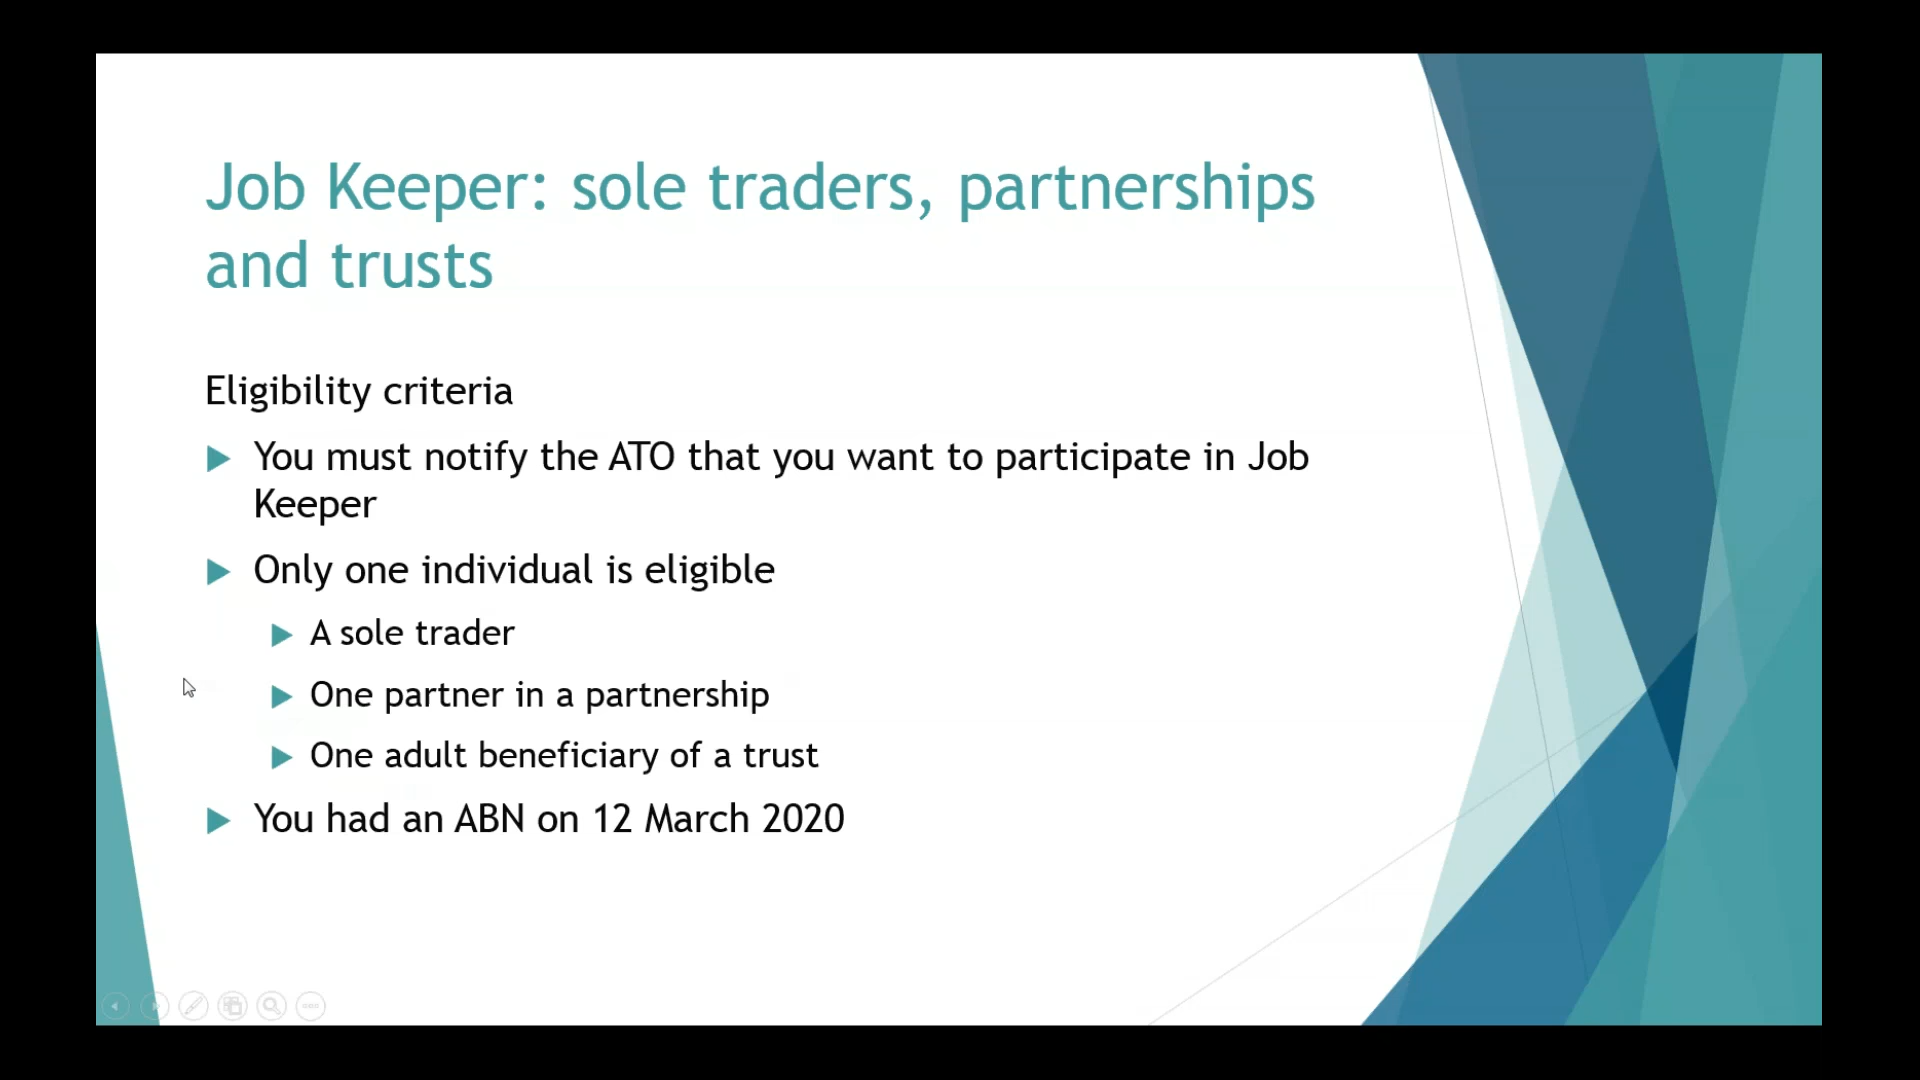 Job Keeper: sole traders, partnerships
and trusts
Eligibility criteria
You must notify the ATO that you want to participate in Job
Keeper
Only one individual is eligible
A sole trader
One partner in a partnership
One adult beneficiary of a trust
You had an ABN on 12 March 2020